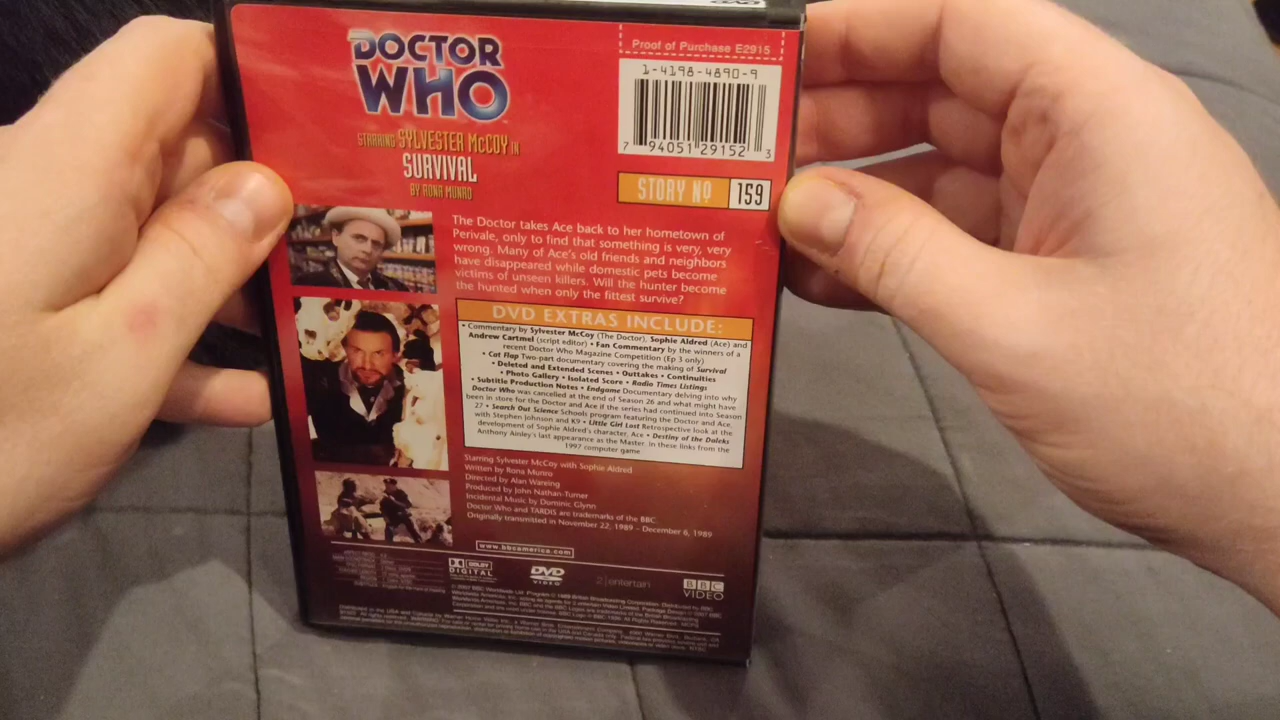 DOCTOR
WHO
STARRING SYLVESTER McCOY IN
SURVIVAL
BY RONA MUNRO
Proof of Purchase E2915
1-4198-4890-9
7 94051 29152 3
STORY No 159
The Doctor takes Ace back to her hometown of
Perivale, only to find that something is very, very
wrong. Many of Ace's old friends and neighbors
have disappeared while domestic pets become
victims of unseen killers. Will the hunter become
the hunted when only the fittest survive?
DVD EXTRAS INCLUDE:
• Commentary by Sylvester McCoy (The Doctor), Sophie Aldred (Ace) and
Andrew Cartmel (script editor) • Fan Commentary by the winners of a
recent Doctor Who Magazine Competition (Ep 3 only)
• Cat Flap Two-part documentary covering the making of Survival
• Deleted and Extended Scenes • Outtakes • Continuities
• Photo Gallery • Isolated Score • Radio Times Listings
• Subtitle Production Notes • Endgame Documentary delving into why
Doctor Who was cancelled at the end of Season 26 and what might have
been in store for the Doctor and Ace if the series had continued into Season
27 • Search Out Science Schools program featuring the Doctor and Ace,
with Stephen Johnson and K9 • Little Girl Lost Retrospective look at the
development of Sophie Aldred's character, Ace • Destiny of the Doctors
Anthony Ainley's last appearance as the Master, in these links from the
1997 computer game
Starring Sylvester McCoy with Sophie Aldred
Written by Rona Munro
Directed by Alan Wareing
Produced by John Nathan-Turner
Incidental Music by Dominic Glynn
Doctor Who and TARDIS are trademarks of the BBC
Originally transmitted in November 22, 1989 – December 6, 1989
www.bbcamerica.com
DOLBY
DIGITAL
DVD
VIDEO
2 entertain
BBC
VIDEO